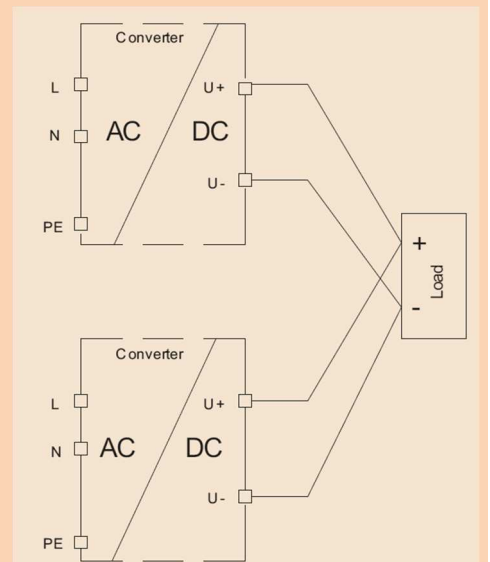 Converter
L
U+
N
AC
DC
U-
PE
+
Load
-
Converter
L
U+
N
AC
DC
U-
PE